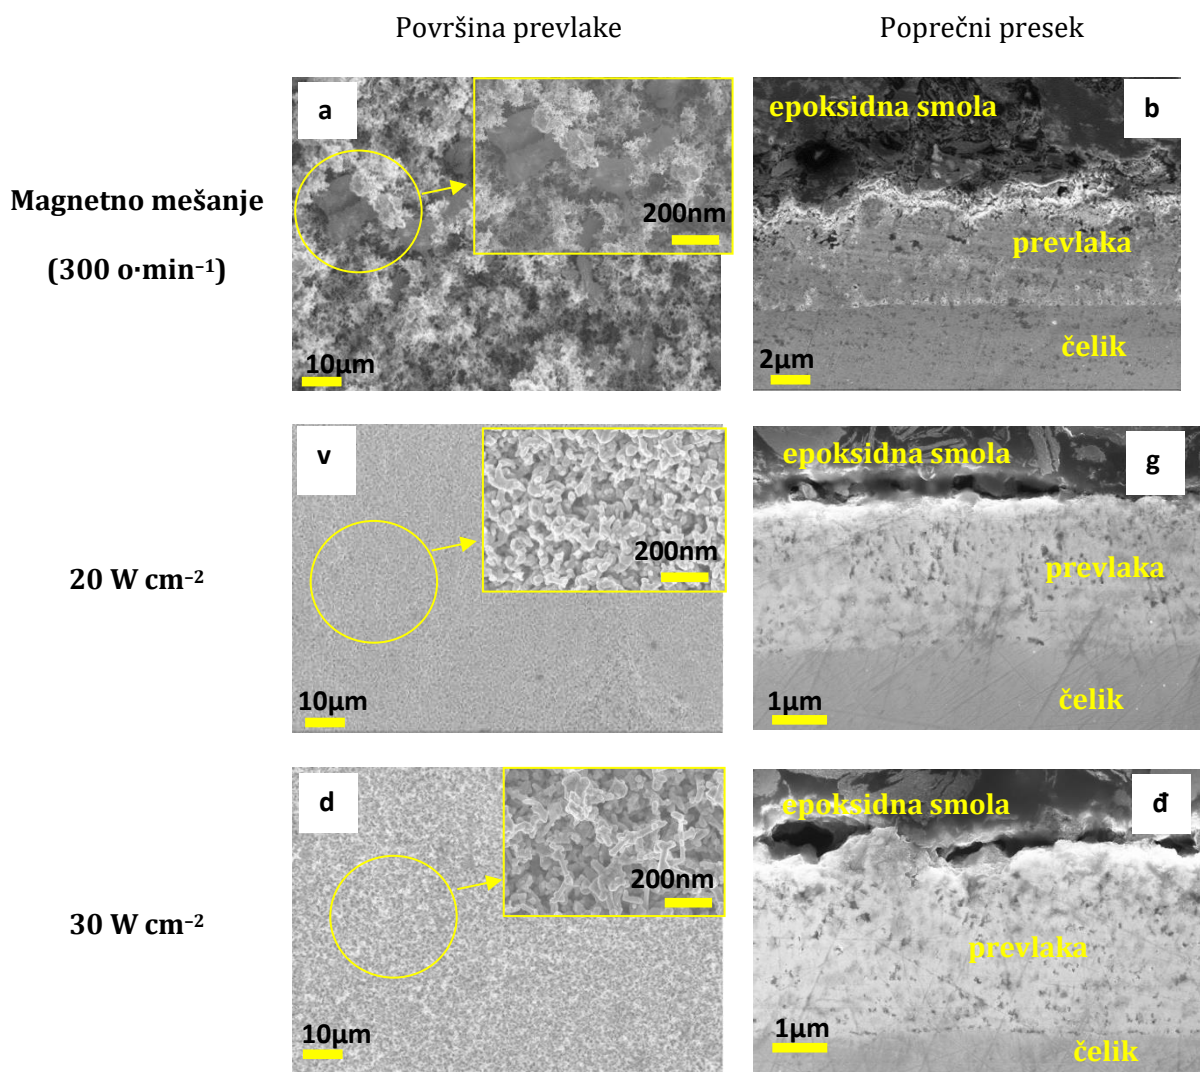 Površina prevlake
Poprečni presek
Magnetno mešanje
(300 o·min⁻¹)
a
200nm
10µm
epoksidna smola
b
prevlaka
čelik
2µm
20 W cm⁻²
v
200nm
10µm
epoksidna smola
g
prevlaka
čelik
1µm
30 W cm⁻²
d
200nm
10µm
epoksidna smola
đ
prevlaka
1µm
čelik